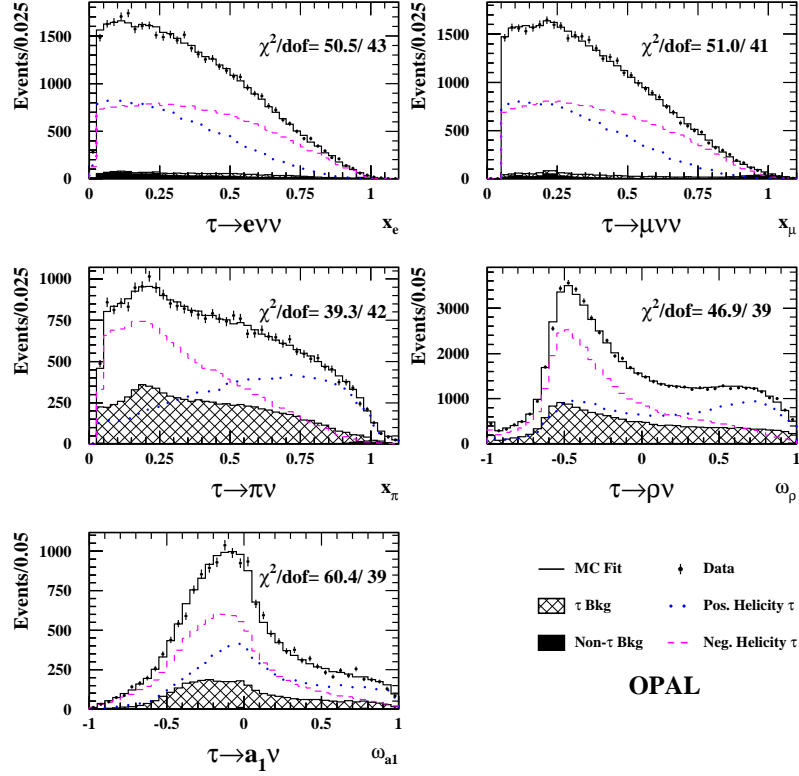 Events/0.025
1500
1000
500
0
χ²/dof= 50.5/ 43
0 0.25 0.5 0.75 1
τ→eνν
x_e
Events/0.025
1500
1000
500
0
χ²/dof= 51.0/ 41
0 0.25 0.5 0.75 1
τ→μνν
x_μ
Events/0.025
1000
750
500
250
0
χ²/dof= 39.3/ 42
0 0.25 0.5 0.75 1
τ→πν
x_π
Events/0.05
3000
2000
1000
0
χ²/dof= 46.9/ 39
-1 -0.5 0 0.5 1
τ→ρν
ω_ρ
Events/0.05
1000
750
500
250
0
χ²/dof= 60.4/ 39
-1 -0.5 0 0.5 1
τ→a₁ν
ω_a1
MC Fit
Data
τ Bkg
Pos. Helicity τ
Non-τ Bkg
Neg. Helicity τ
OPAL